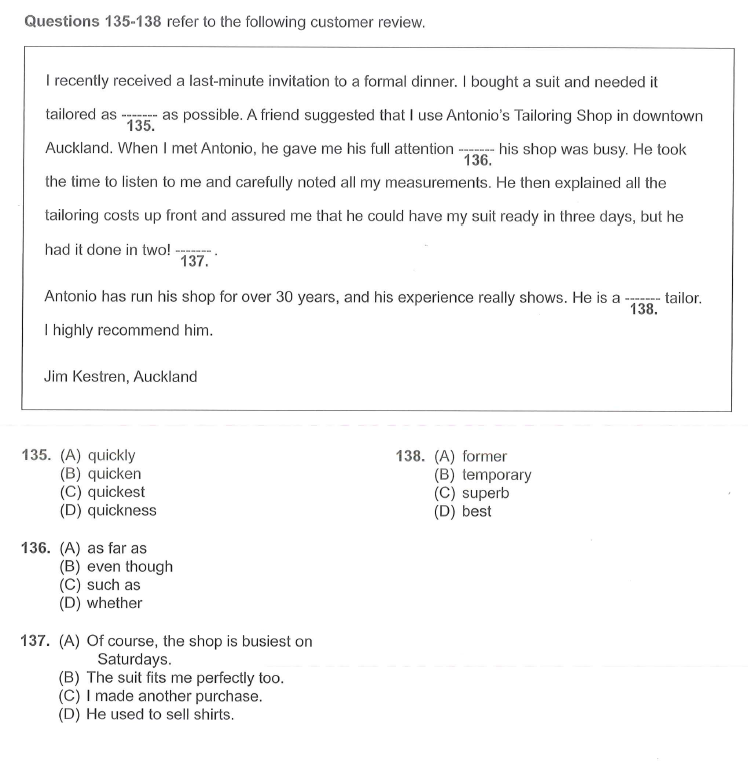 Questions 135-138 refer to the following customer review.
I recently received a last-minute invitation to a formal dinner. I bought a suit and needed it
tailored as ------- as possible. A friend suggested that I use Antonio's Tailoring Shop in downtown
135.
Auckland. When I met Antonio, he gave me his full attention ------- his shop was busy. He took
136.
the time to listen to me and carefully noted all my measurements. He then explained all the
tailoring costs up front and assured me that he could have my suit ready in three days, but he
had it done in two! ------- .
137.
Antonio has run his shop for over 30 years, and his experience really shows. He is a ------- tailor.
138.
I highly recommend him.
Jim Kestren, Auckland
135. (A) quickly
(B) quicken
(C) quickest
(D) quickness
136. (A) as far as
(B) even though
(C) such as
(D) whether
137. (A) Of course, the shop is busiest on
Saturdays.
(B) The suit fits me perfectly too.
(C) I made another purchase.
(D) He used to sell shirts.
138. (A) former
(B) temporary
(C) superb
(D) best